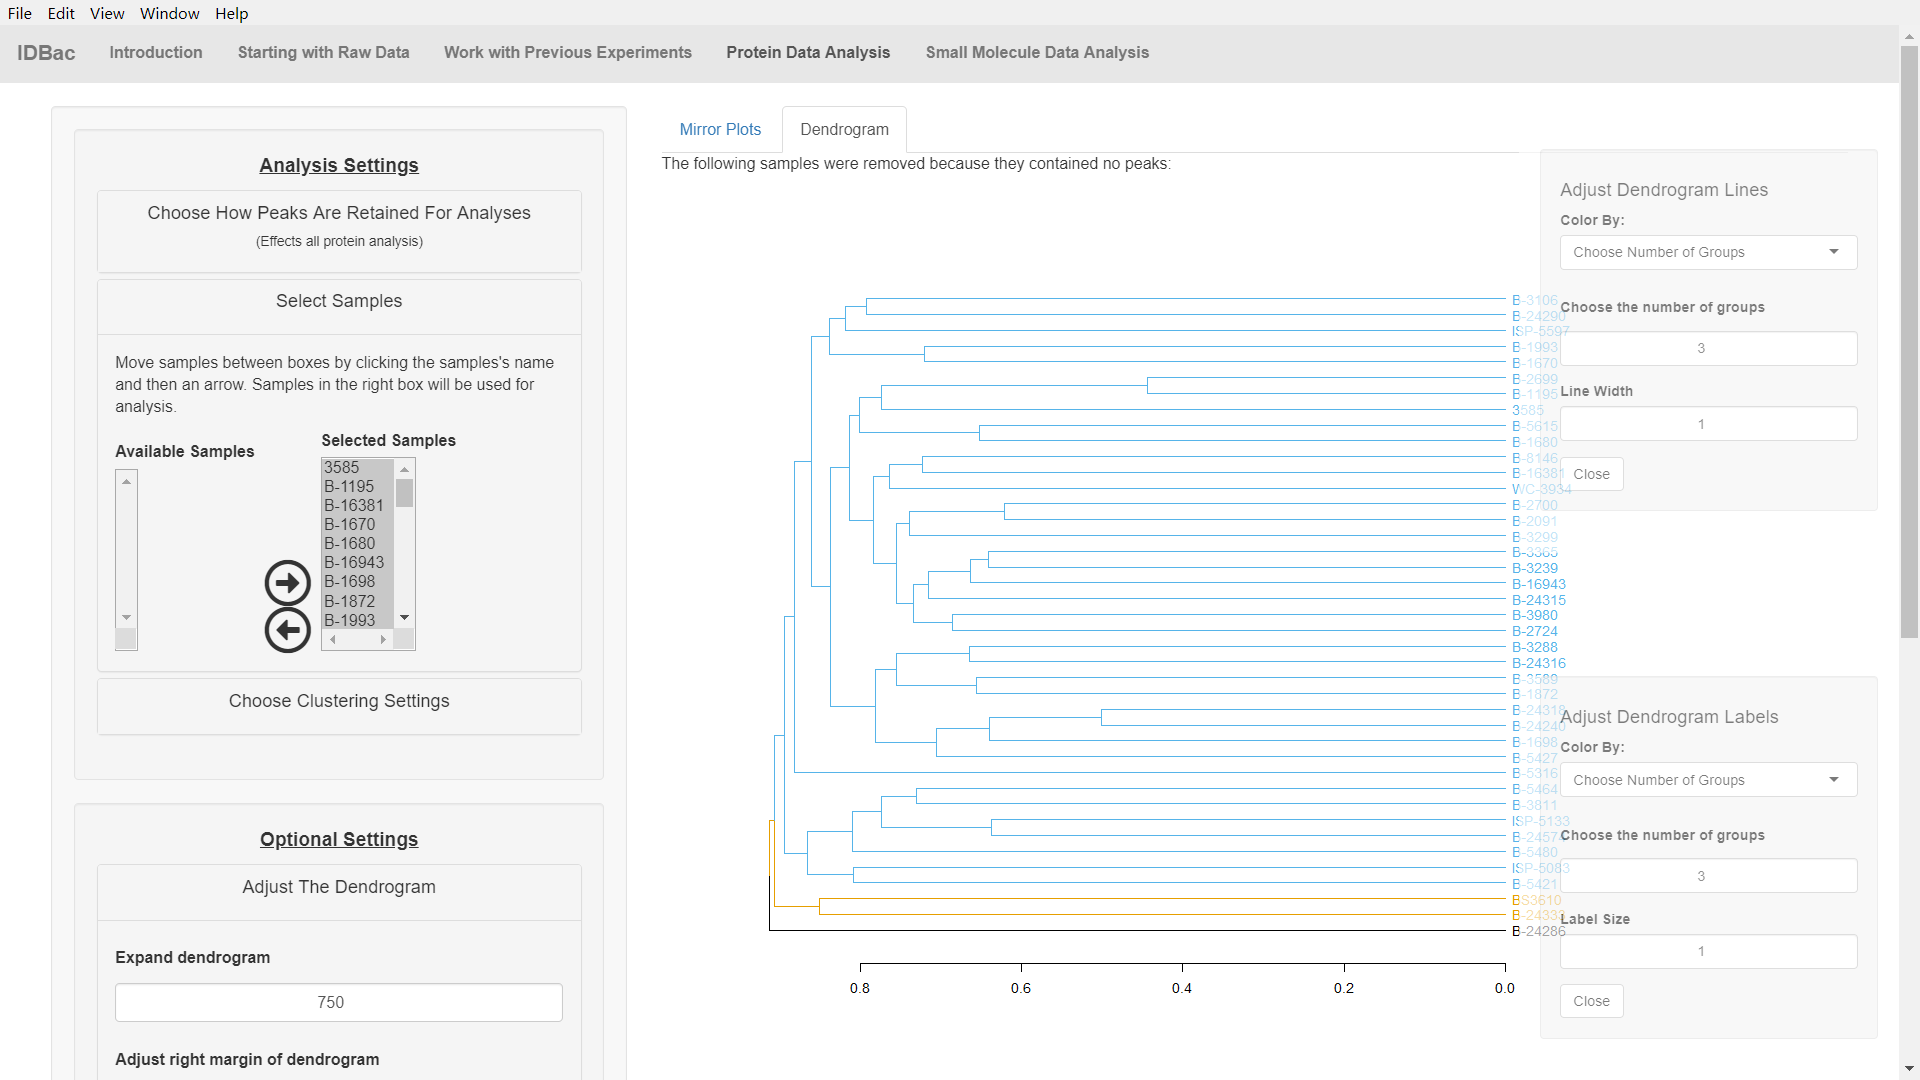 File Edit View Window Help
IDBac Introduction Starting with Raw Data Work with Previous Experiments Protein Data Analysis Small Molecule Data Analysis
Analysis Settings
Choose How Peaks Are Retained For Analyses
(Effects all protein analysis)
Select Samples
Move samples between boxes by clicking the samples's name
and then an arrow. Samples in the right box will be used for
analysis.
Available Samples
Selected Samples
3585
B-1195
B-16381
B-1670
B-1680
B-16943
B-1698
B-1872
B-1993
Choose Clustering Settings
Optional Settings
Adjust The Dendrogram
Expand dendrogram
750
Adjust right margin of dendrogram
Mirror Plots Dendrogram
The following samples were removed because they contained no peaks:
B-3106
B-24290
ISP-5597
B-1993
B-1670
B-2699
B-1195
3585
B-5615
B-1680
B-8146
B-16381
WC-3934
B-2700
B-2091
B-3299
B-3365
B-3239
B-16943
B-24315
B-3980
B-2724
B-3288
B-24316
B-3589
B-1872
B-24318
B-24240
B-1698
B-5427
B-5316
B-5464
B-3811
ISP-5133
B-24574
B-5480
ISP-5083
B-5421
BS3610
B-24333
B-24286
0.8 0.6 0.4 0.2 0.0
Adjust Dendrogram Lines
Color By:
Choose Number of Groups
Choose the number of groups
3
Line Width
1
Close
Adjust Dendrogram Labels
Color By:
Choose Number of Groups
Choose the number of groups
3
Label Size
1
Close